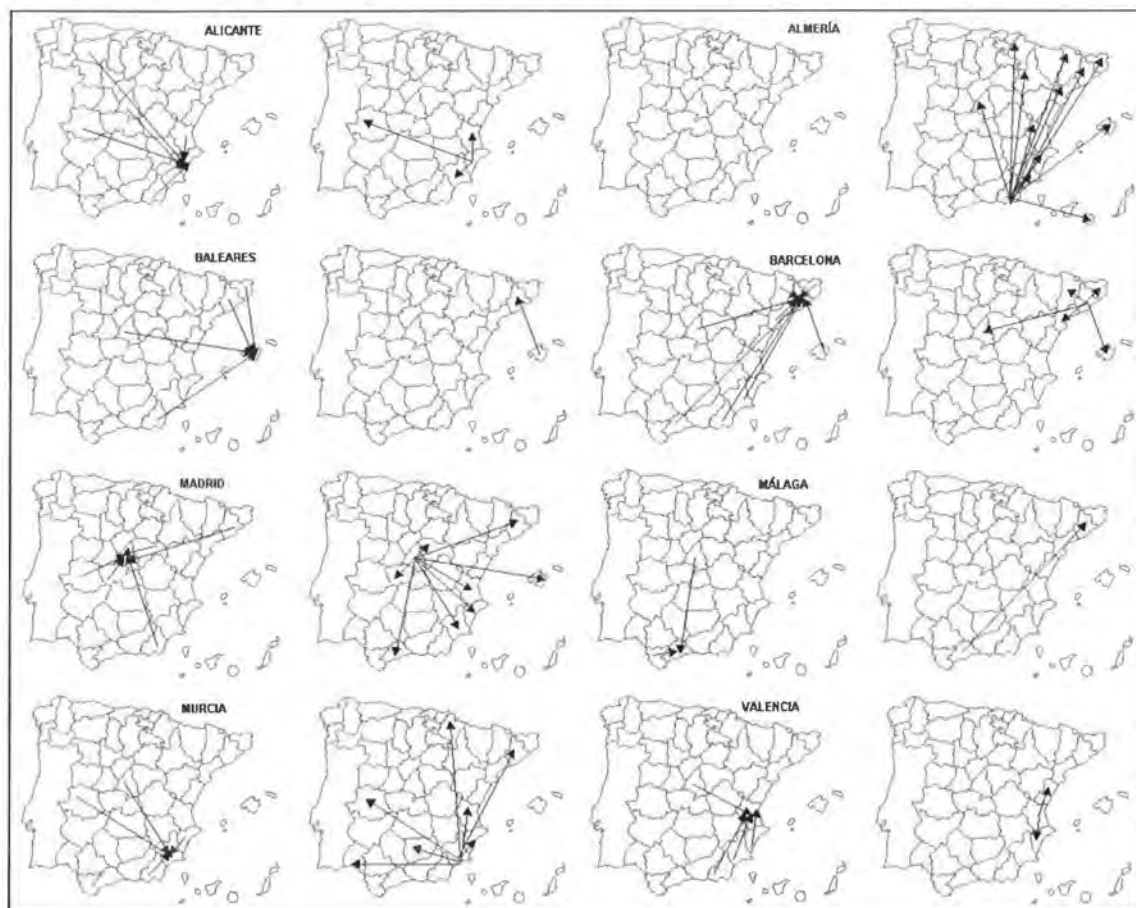 ALICANTE
ALMERÍA
BALEARES
BARCELONA
MADRID
MÁLAGA
MURCIA
VALENCIA